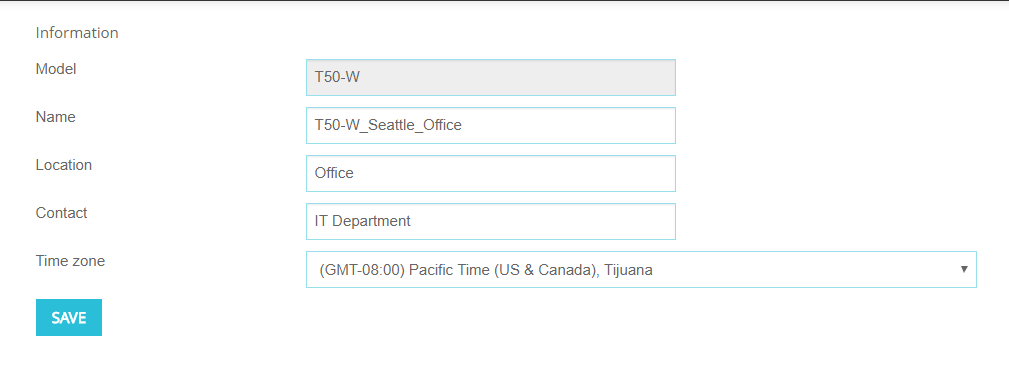 Information
Model T50-W
Name T50-W_Seattle_Office
Location Office
Contact IT Department
Time zone (GMT-08:00) Pacific Time (US & Canada), Tijuana
SAVE